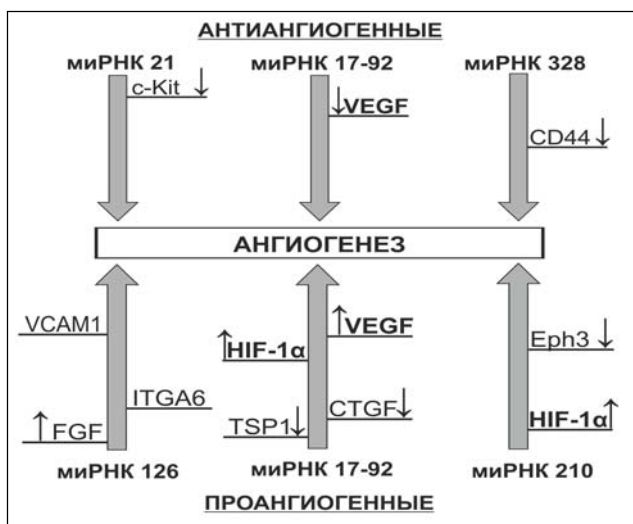 АНТИАНГИОГЕННЫЕ
миРНК 21 миРНК 17-92 миРНК 328
c-Kit ↓
↓VEGF
CD44 ↓
АНГИОГЕНЕЗ
VCAM1
ITGA6
↑ FGF
↑VEGF
↑HIF-1α
CTGF↓
TSP1↓
Eph3 ↓
HIF-1α↑
миРНК 126 миРНК 17-92 миРНК 210
ПРОАНГИОГЕННЫЕ